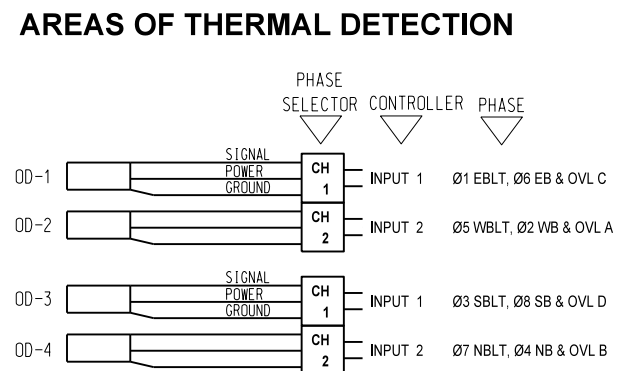 AREAS OF THERMAL DETECTION
PHASE
SELECTOR CONTROLLER PHASE
SIGNAL
OD-1 POWER CH 1 INPUT 1 Ø1 EBLT, Ø6 EB & OVL C
GROUND
OD-2 CH 2 INPUT 2 Ø5 WBLT, Ø2 WB & OVL A
SIGNAL
OD-3 POWER CH 1 INPUT 1 Ø3 SBLT, Ø8 SB & OVL D
GROUND
OD-4 CH 2 INPUT 2 Ø7 NBLT, Ø4 NB & OVL B